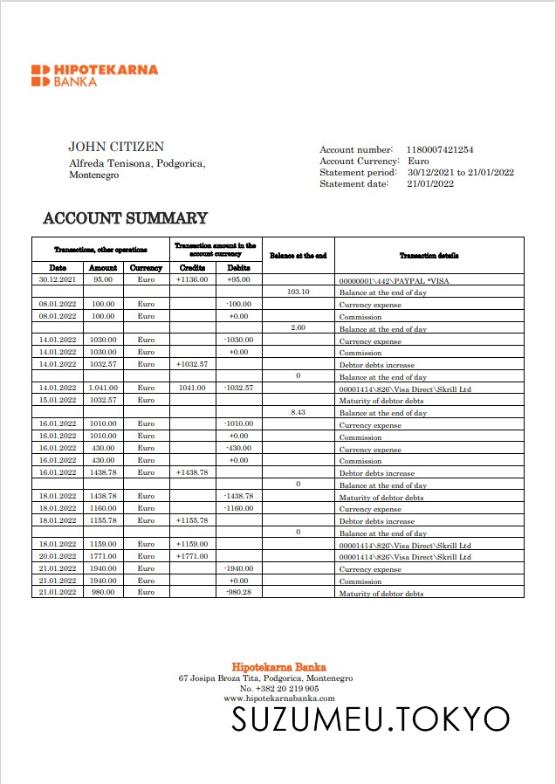 HIPOTEKARNA
BANKA
JOHN CITIZEN
Alfreda Tenisona, Podgorica,
Montenegro
Account number: 1180007421254
Account Currency: Euro
Statement period: 30/12/2021 to 21/01/2022
Statement date: 21/01/2022
ACCOUNT SUMMARY
Transactions, other operations Transaction amount in the account currency Balance at the end Transaction details
Date Amount Currency Credits Debits
30.12.2021 95.00 Euro +1136.00 +95.00 00000001\442\PAYPAL *VISA
103.10 Balance at the end of day
08.01.2022 100.00 Euro -100.00 Currency expense
08.01.2022 100.00 Euro +0.00 Commission
2.60 Balance at the end of day
14.01.2022 1030.00 Euro -1030.00 Currency expense
14.01.2022 1030.00 Euro +0.00 Commission
14.01.2022 1032.57 Euro +1032.57 Debtor debts increase
0 Balance at the end of day
14.01.2022 1.041.00 Euro 1041.00 -1032.57 00001414\826\Visa Direct\Skrill Ltd
15.01.2022 1032.57 Euro Maturity of debtor debts
8.43 Balance at the end of day
16.01.2022 1010.00 Euro -1010.00 Currency expense
16.01.2022 1010.00 Euro +0.00 Commission
16.01.2022 430.00 Euro -430.00 Currency expense
16.01.2022 430.00 Euro +0.00 Commission
16.01.2022 1438.78 Euro +1438.78 Debtor debts increase
0 Balance at the end of day
18.01.2022 1438.78 Euro -1438.78 Maturity of debtor debts
18.01.2022 1160.00 Euro -1160.00 Currency expense
18.01.2022 1155.78 Euro +1155.78 Debtor debts increase
0 Balance at the end of day
18.01.2022 1159.00 Euro +1159.00 00001414\826\Visa Direct\Skrill Ltd
20.01.2022 1771.00 Euro +1771.00 00001414\826\Visa Direct\Skrill Ltd
21.01.2022 1940.00 Euro -1940.00 Currency expense
21.01.2022 1940.00 Euro +0.00 Commission
21.01.2022 980.00 Euro -980.28 Maturity of debtor debts
Hipotekarna Banka
67 Josipa Broza Tita, Podgorica, Montenegro
No. +382 20 219 905
www.hipotekarnabanka.com
SUZUMEU.TOKYO